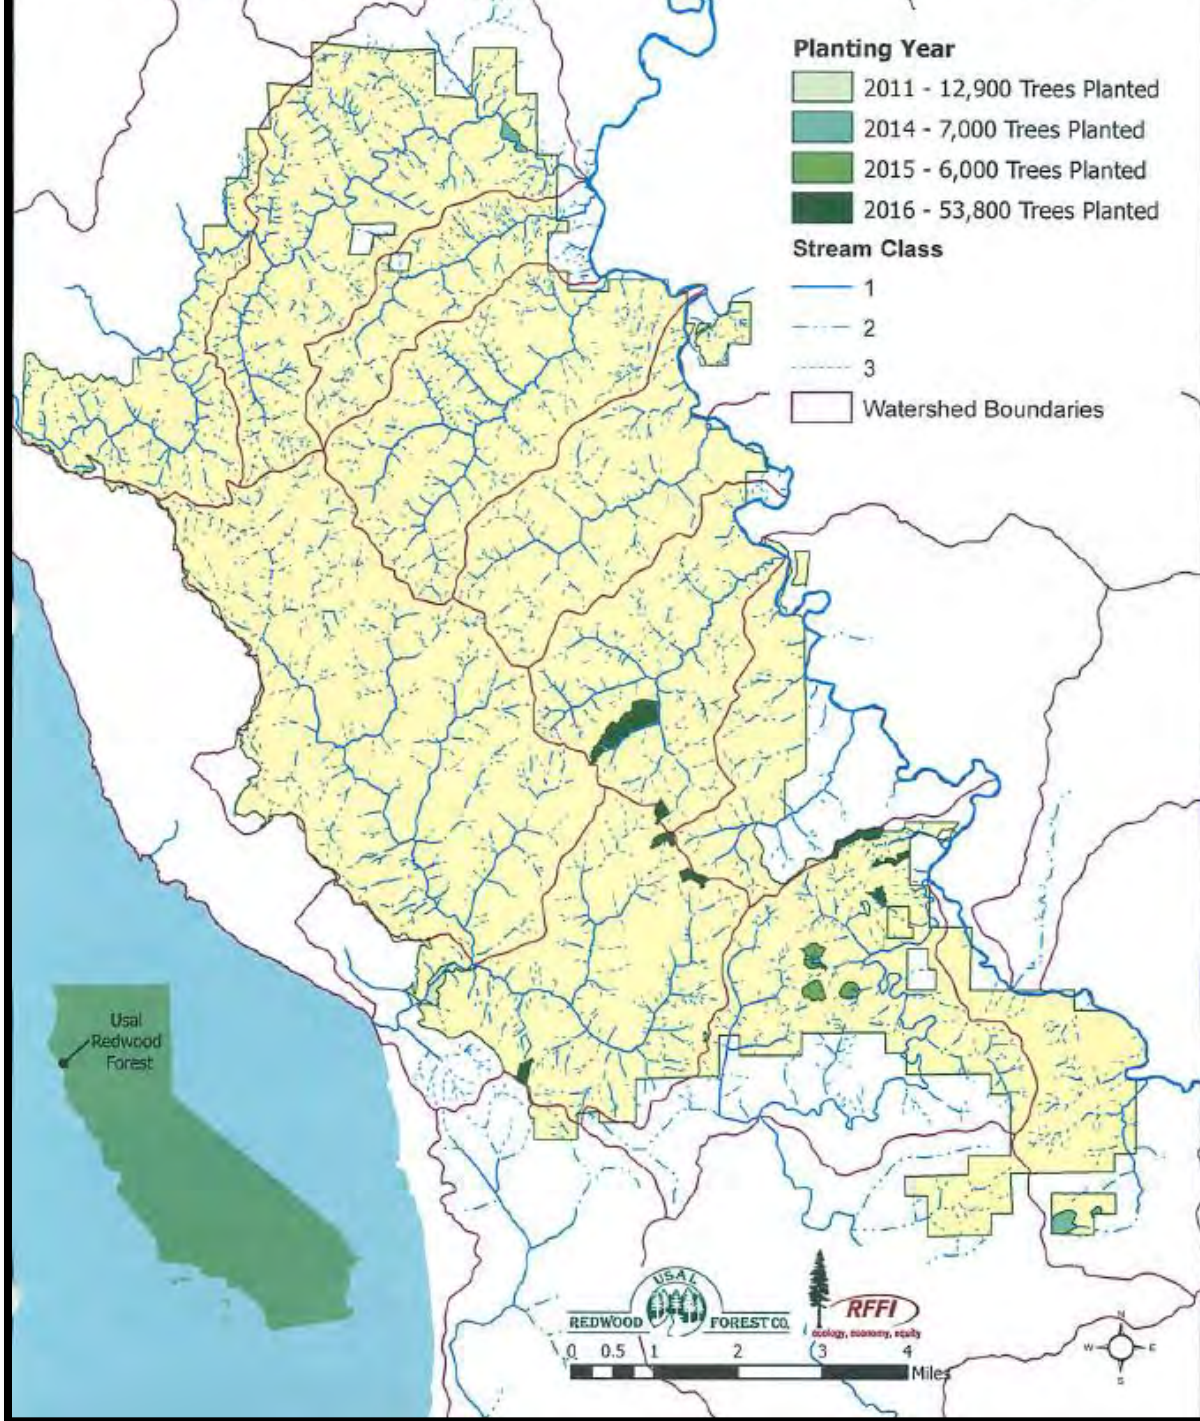 Planting Year
2011 - 12,900 Trees Planted
2014 - 7,000 Trees Planted
2015 - 6,000 Trees Planted
2016 - 53,800 Trees Planted
Stream Class
1
2
3
Watershed Boundaries
Usal
Redwood
Forest
USAL
REDWOOD FOREST CO.
RFFI
ecology, economy, equity
0 0.5 1 2 3 4
Miles
N
W E
S